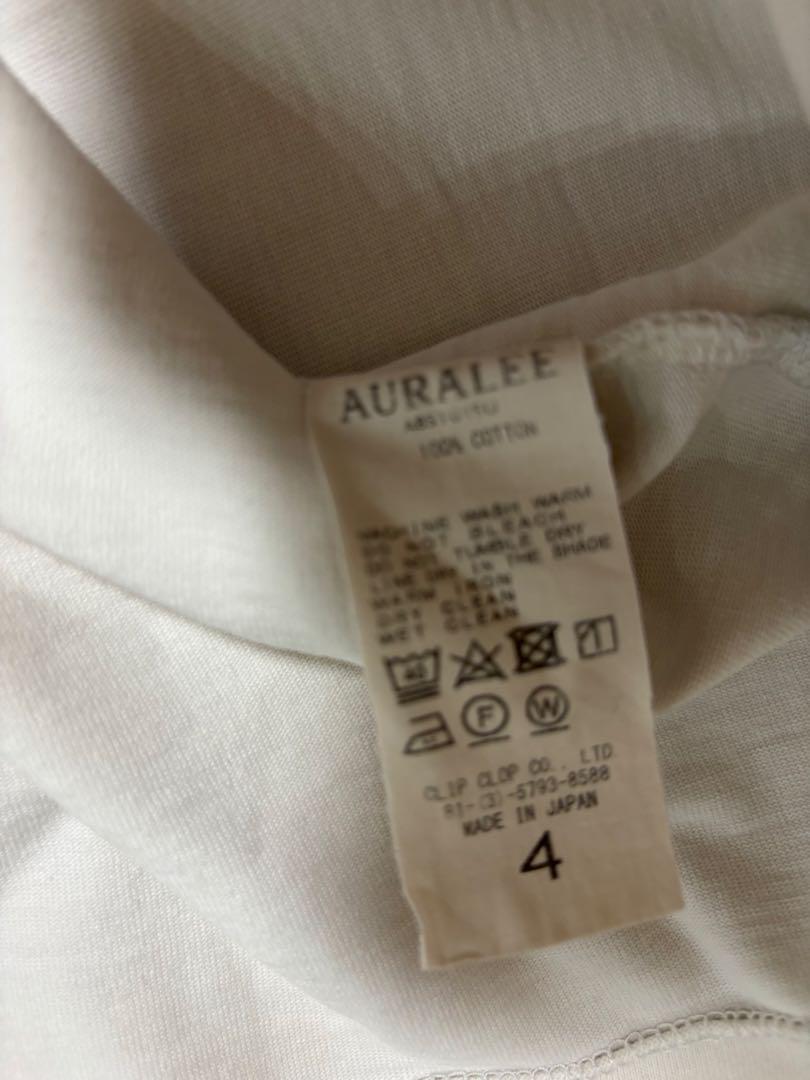 AURALEE
100% COTTON
MACHINE WASH WARM
DO NOT BLEACH
DO NOT TUMBLE DRY
LINE DRY IN THE SHADE
WARM IRON
DRY CLEAN
WET CLEAN
40
F W
CLIP CLOP CO., LTD.
81-(3)-5793-8588
MADE IN JAPAN
4